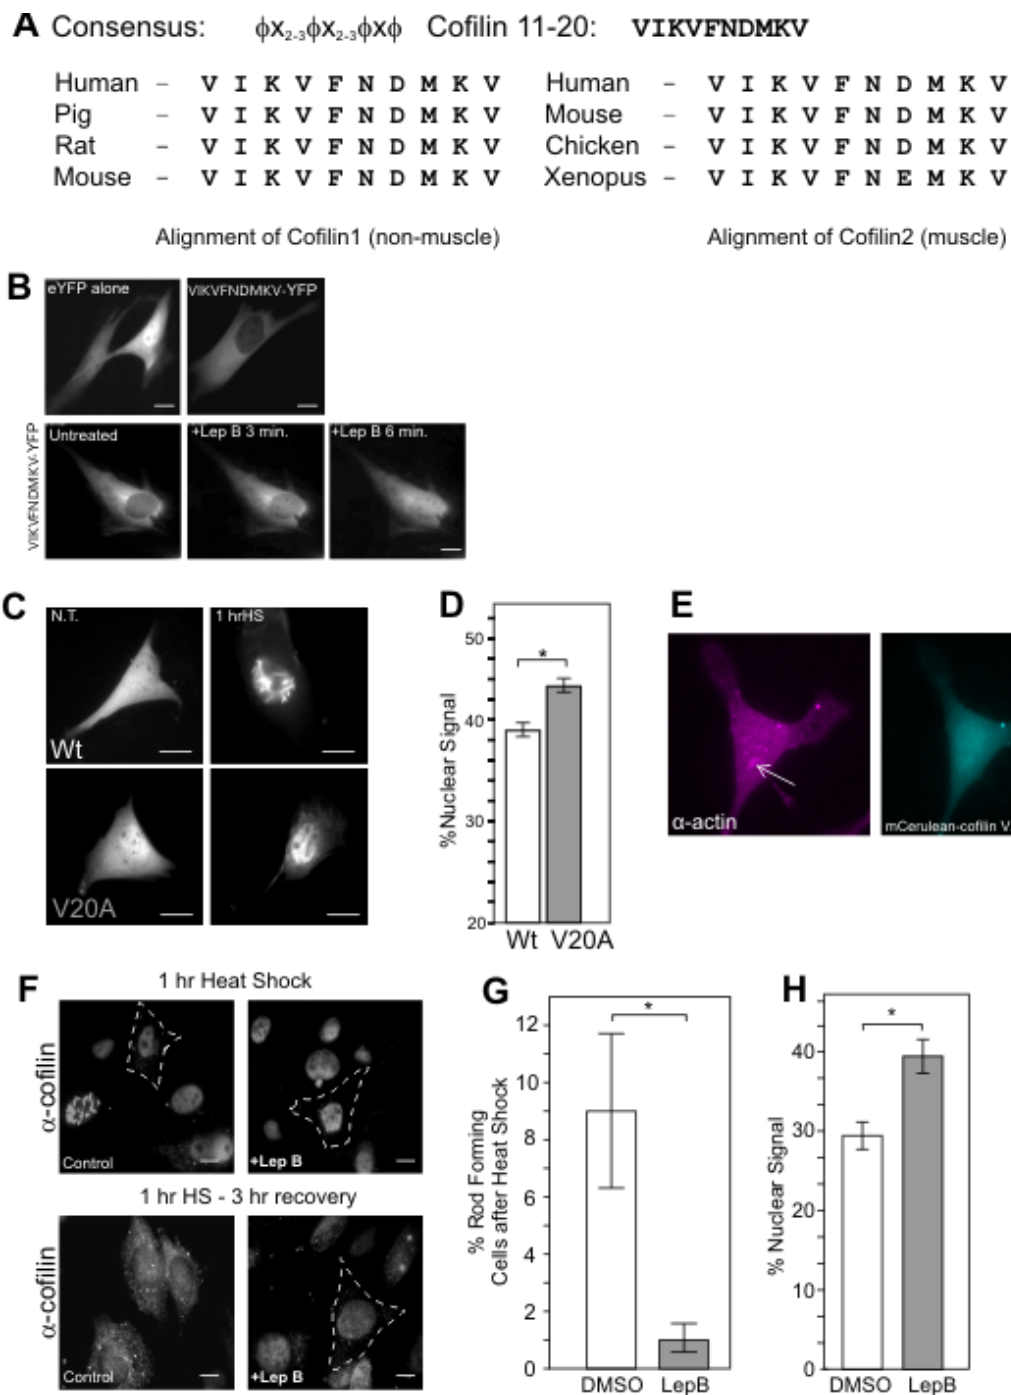 A Consensus: ϕx2-3ϕx2-3ϕxϕ Cofilin 11-20: VIKVFNDMKV
Human - V I K V F N D M K V
Pig - V I K V F N D M K V
Rat - V I K V F N D M K V
Mouse - V I K V F N D M K V
Alignment of Cofilin1 (non-muscle)
Human - V I K V F N D M K V
Mouse - V I K V F N D M K V
Chicken - V I K V F N D M K V
Xenopus - V I K V F N E M K V
Alignment of Cofilin2 (muscle)
B
eYFP alone
VIKVFNDMKV-YFP
VIKVFNDMKV-YFP
Untreated
+Lep B 3 min.
+Lep B 6 min.
C
N.T.
1 hrHS
Wt
V20A
D
% Nuclear Signal
50
40
30
20
*
Wt V20A
E
α-actin
mCerulean-cofilin V
F
1 hr Heat Shock
α-cofilin
Control
+Lep B
1 hr HS - 3 hr recovery
α-cofilin
Control
+Lep B
G
% Rod Forming
Cells after Heat Shock
12
10
8
6
4
2
0
*
DMSO LepB
H
% Nuclear Signal
40
30
20
10
0
*
DMSO LepB